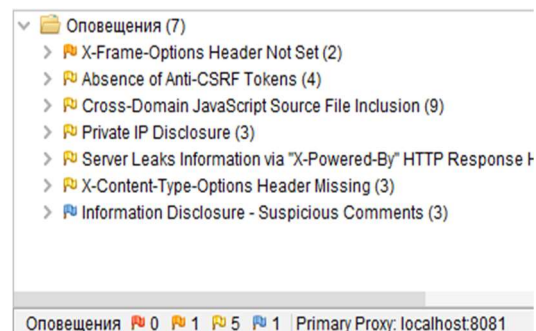 Оповещения (7)
X-Frame-Options Header Not Set (2)
Absence of Anti-CSRF Tokens (4)
Cross-Domain JavaScript Source File Inclusion (9)
Private IP Disclosure (3)
Server Leaks Information via "X-Powered-By" HTTP Response H
X-Content-Type-Options Header Missing (3)
Information Disclosure - Suspicious Comments (3)
Оповещения 0 1 5 1 Primary Proxy: localhost:8081